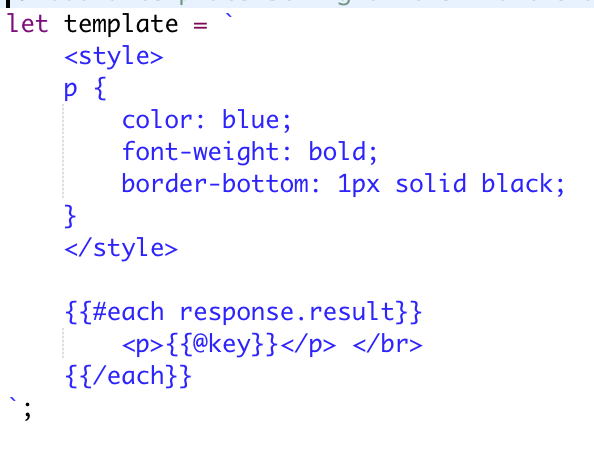 let template = `
    <style>
    p {
        color: blue;
        font-weight: bold;
        border-bottom: 1px solid black;
    }
    </style>

    {{#each response.result}}
        <p>{{@key}}</p> </br>
    {{/each}}
`;